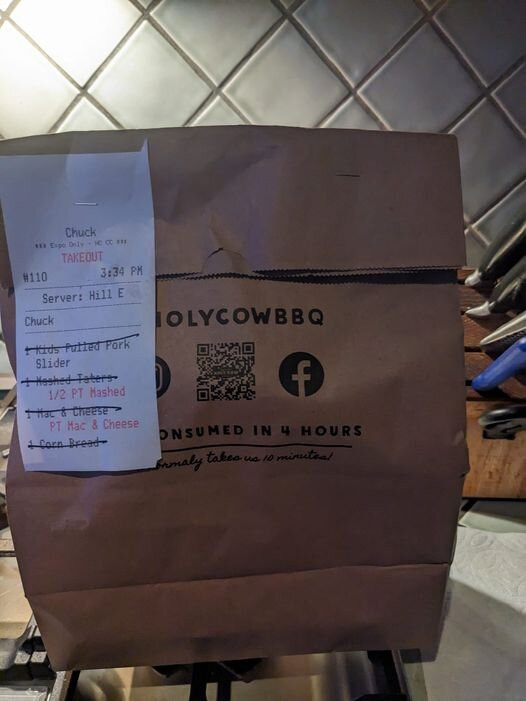 Chuck
*** Expo Only - NC CC ***
TAKEOUT
#110 3:34 PM
Server: Hill E
Chuck
1 Kids Pulled Pork
Slider
1 Mashed Taters
1/2 PT Mashed
1 Mac & Cheese
PT Mac & Cheese
1 Corn Bread
HOLYCOWBBQ
ONSUMED IN 4 HOURS
ormaly takes us 10 minutes!